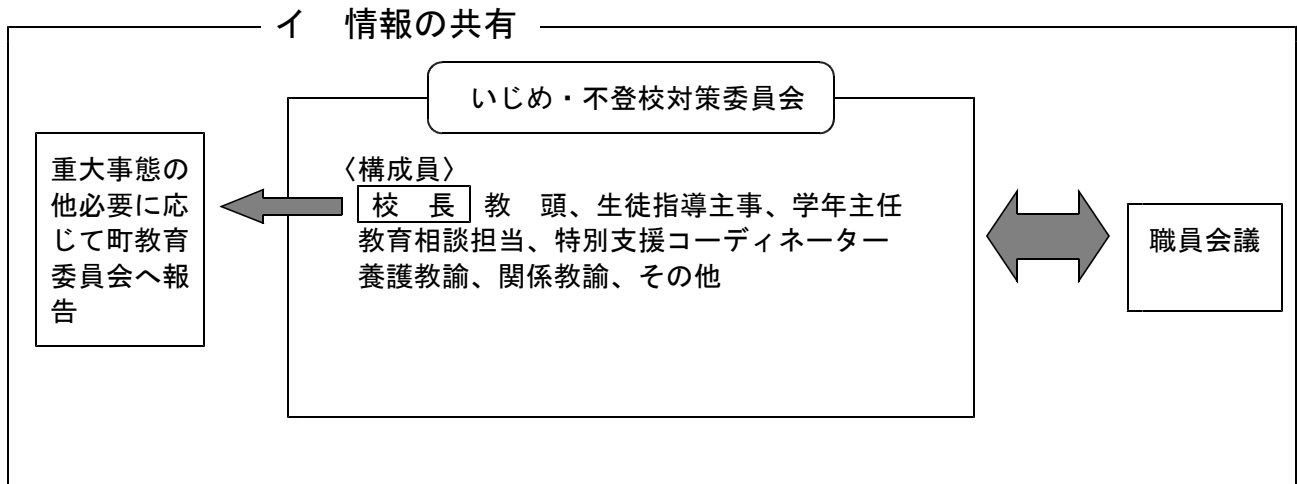 イ　情報の共有
いじめ・不登校対策委員会
重大事態の
他必要に応
じて町教育
委員会へ報
告
〈構成員〉
校　長　教　頭、生徒指導主事、学年主任
教育相談担当、特別支援コーディネーター
養護教諭、関係教諭、その他
職員会議